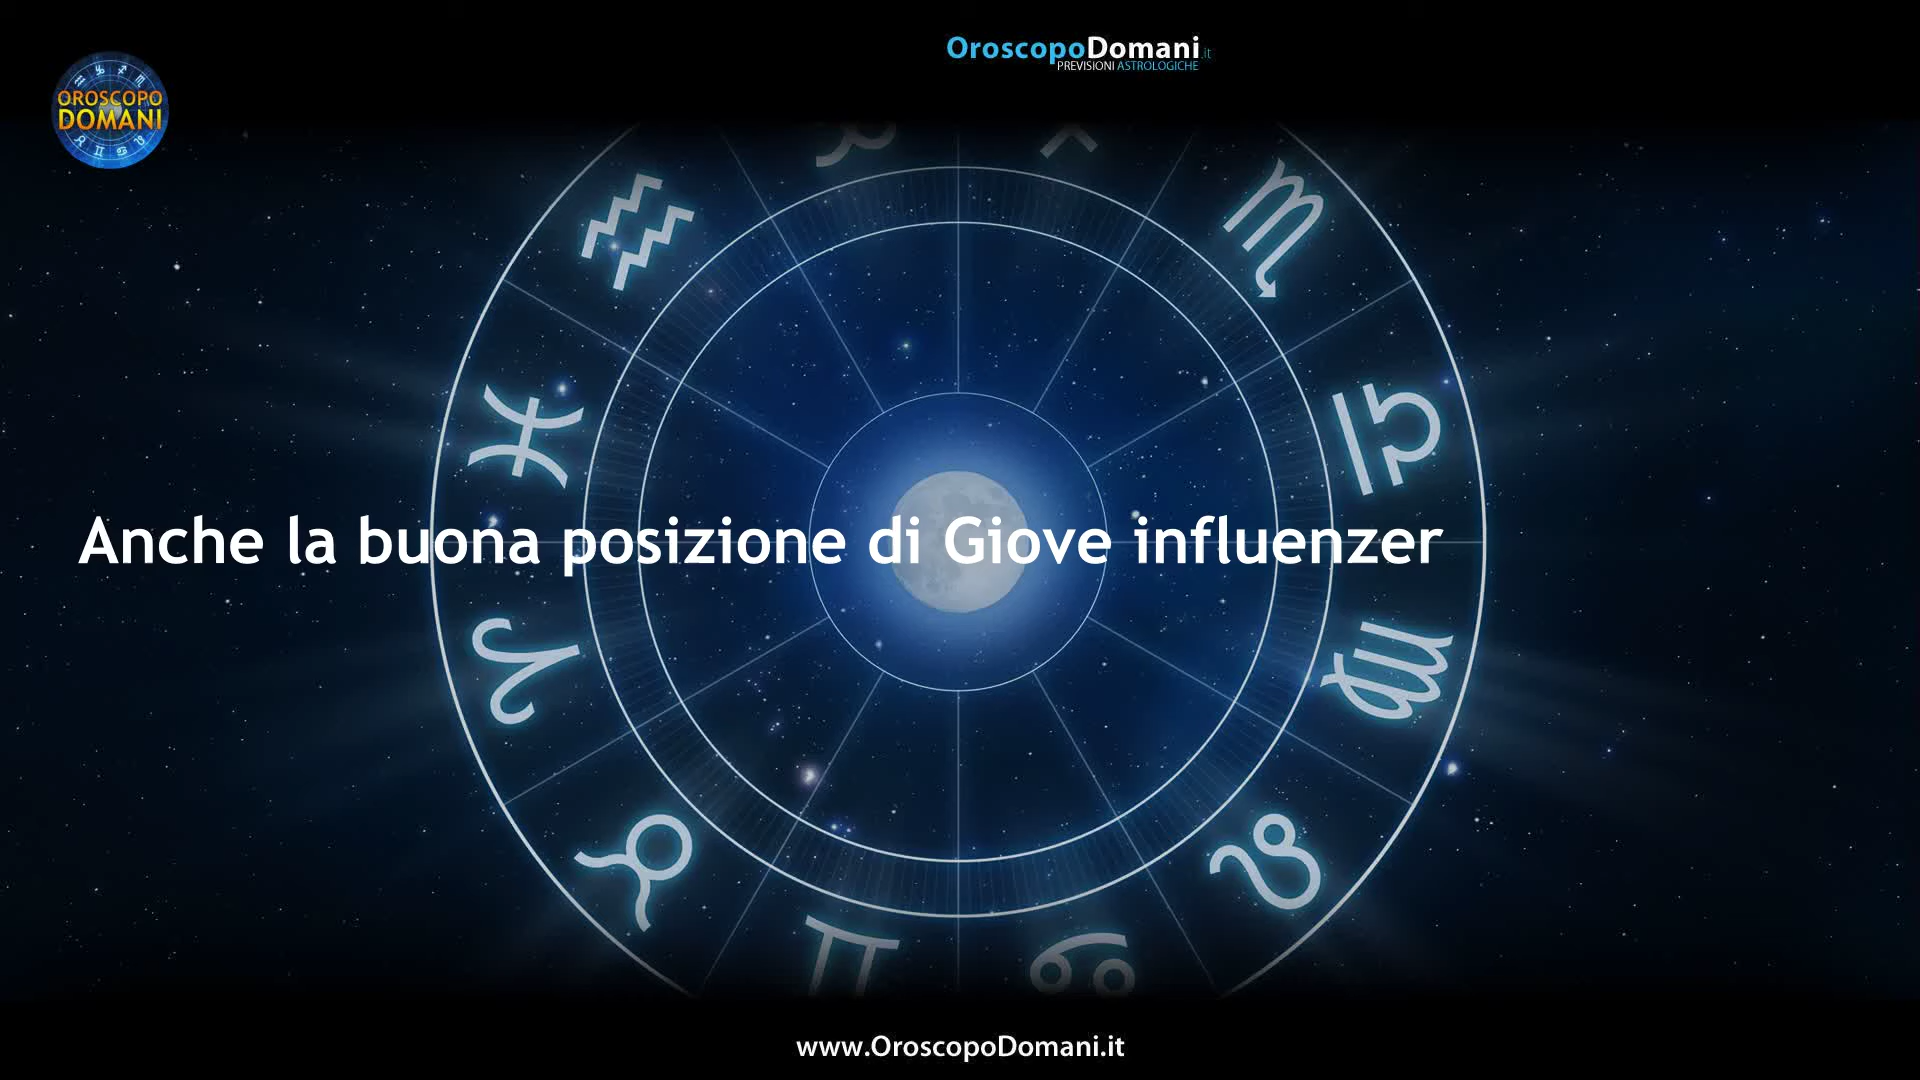 OroscopoDomani.it
PREVISIONI ASTROLOGICHE
OROSCOPO
DOMANI
Anche la buona posizione di Giove influenzer
www.OroscopoDomani.it